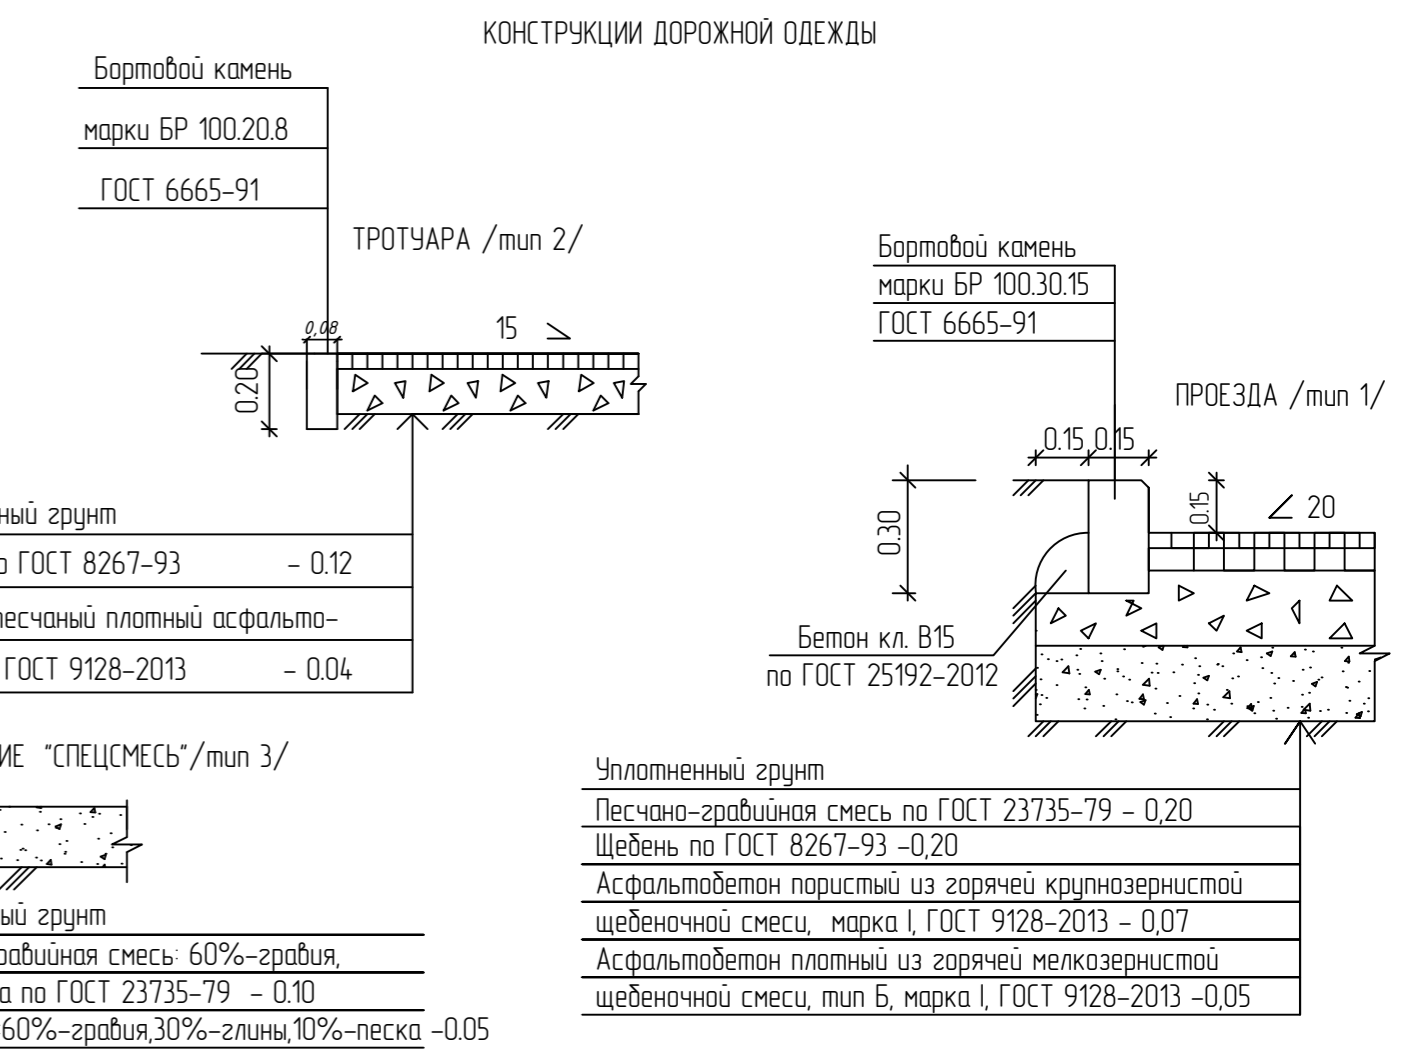 КОНСТРУКЦИИ ДОРОЖНОЙ ОДЕЖДЫ
Бортовой камень
марки БР 100.20.8
ГОСТ 6665-91
ТРОТУАРА /тип 2/
0,08
15
0.20
ный грунт
о ГОСТ 8267-93 - 0.12
песчаный плотный асфальто-
ГОСТ 9128-2013 - 0.04
ИЕ "СПЕЦСМЕСЬ"/тип 3/
ый грунт
равийная смесь: 60%-гравия,
а по ГОСТ 23735-79 - 0.10
60%-гравия,30%-глины,10%-песка -0.05
Бортовой камень
марки БР 100.30.15
ГОСТ 6665-91
ПРОЕЗДА /тип 1/
0.15 0.15
0.30
0.15
20
Бетон кл. В15
по ГОСТ 25192-2012
Уплотненный грунт
Песчано-гравийная смесь по ГОСТ 23735-79 - 0,20
Щебень по ГОСТ 8267-93 -0,20
Асфальтобетон пористый из горячей крупнозернистой
щебеночной смеси, марка I, ГОСТ 9128-2013 - 0,07
Асфальтобетон плотный из горячей мелкозернистой
щебеночной смеси, тип Б, марка I, ГОСТ 9128-2013 -0,05